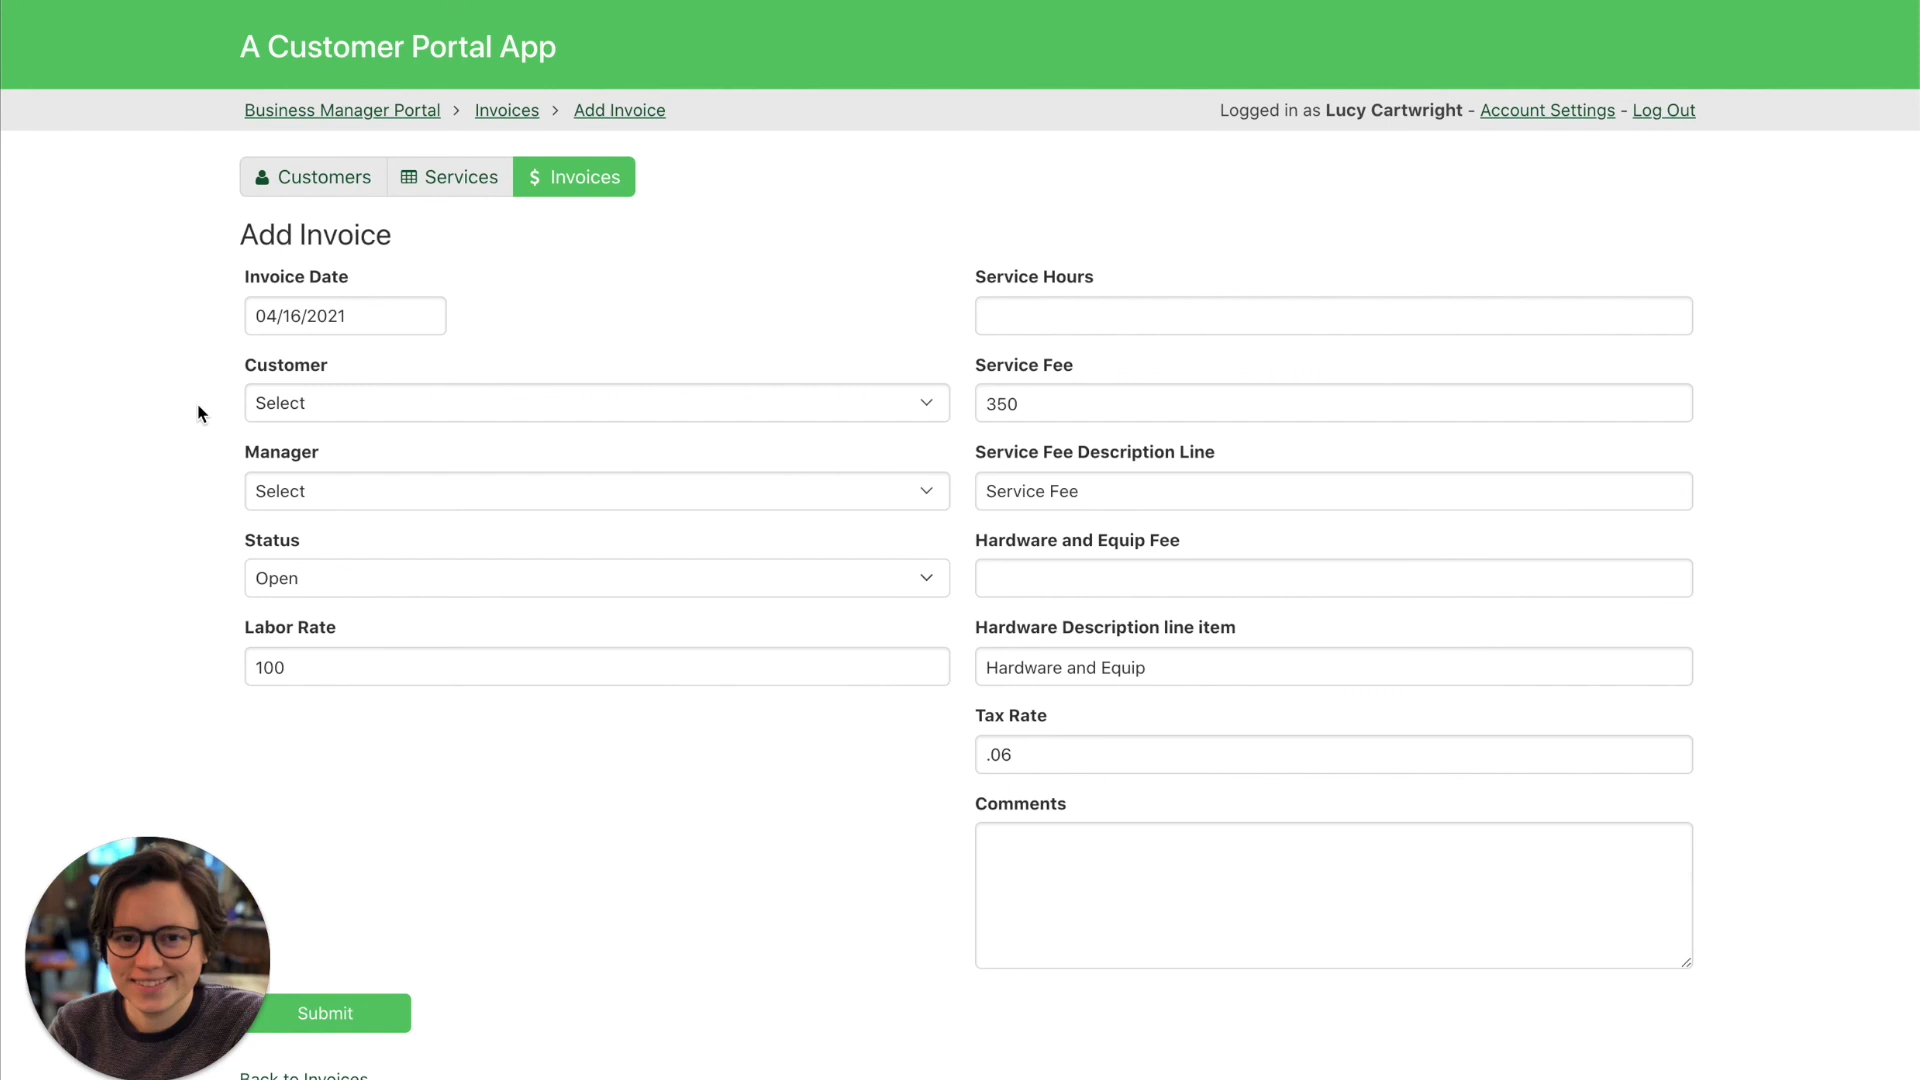 A Customer Portal App
Business Manager Portal > Invoices > Add Invoice
Logged in as Lucy Cartwright - Account Settings - Log Out
Customers Services $ Invoices
Add Invoice
Invoice Date
04/16/2021
Customer
Select
Manager
Select
Status
Open
Labor Rate
100
Service Hours
Service Fee
350
Service Fee Description Line
Service Fee
Hardware and Equip Fee
Hardware Description line item
Hardware and Equip
Tax Rate
.06
Comments
Submit
Back to Invoices